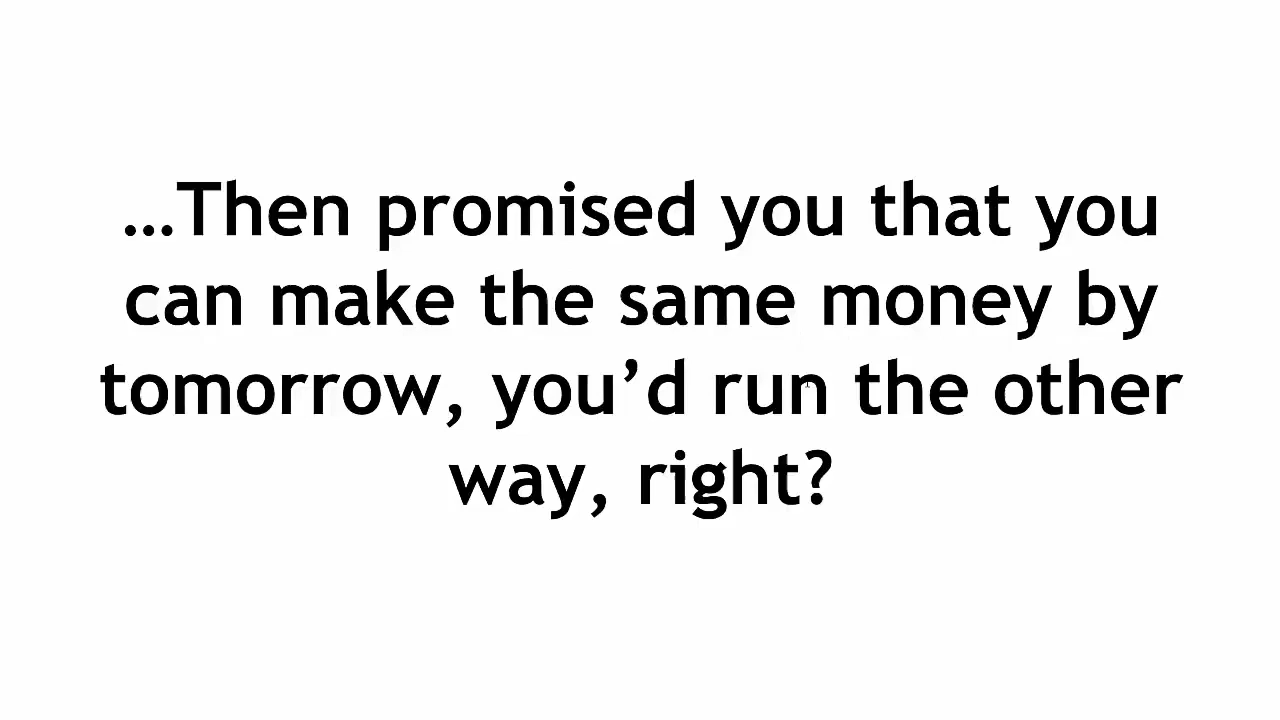 …Then promised you that you
can make the same money by
tomorrow, you’d run the other
way, right?